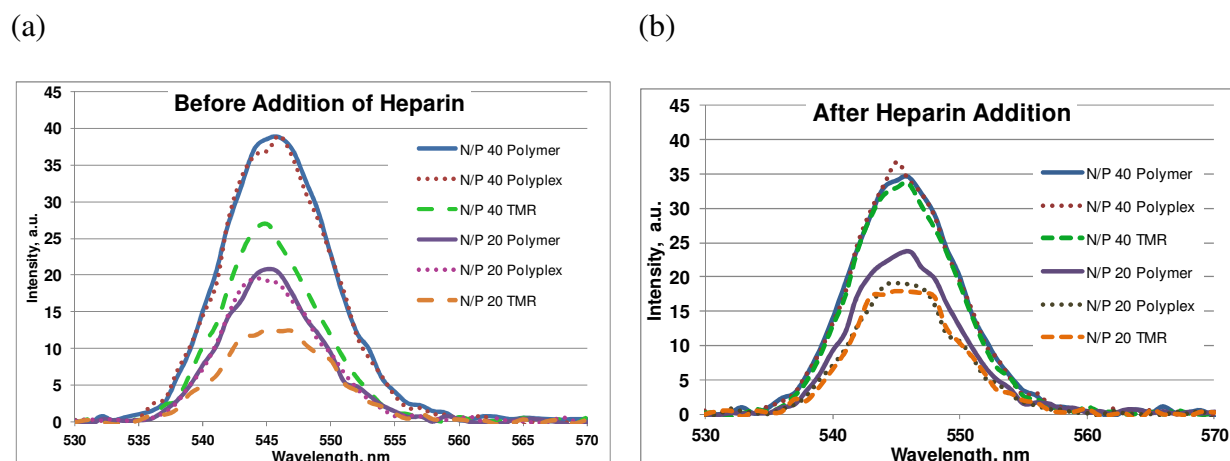 (a)
(b)
Before Addition of Heparin
45
40
35
30
25
20
15
10
5
0
Intensity, a.u.
N/P 40 Polymer
N/P 40 Polyplex
N/P 40 TMR
N/P 20 Polymer
N/P 20 Polyplex
N/P 20 TMR
530 535 540 545 550 555 560 565 570
Wavelength, nm
After Heparin Addition
45
40
35
30
25
20
15
10
5
0
Intensity, a.u.
N/P 40 Polymer
N/P 40 Polyplex
N/P 40 TMR
N/P 20 Polymer
N/P 20 Polyplex
N/P 20 TMR
530 540 550 560 570
Wavelength, nm